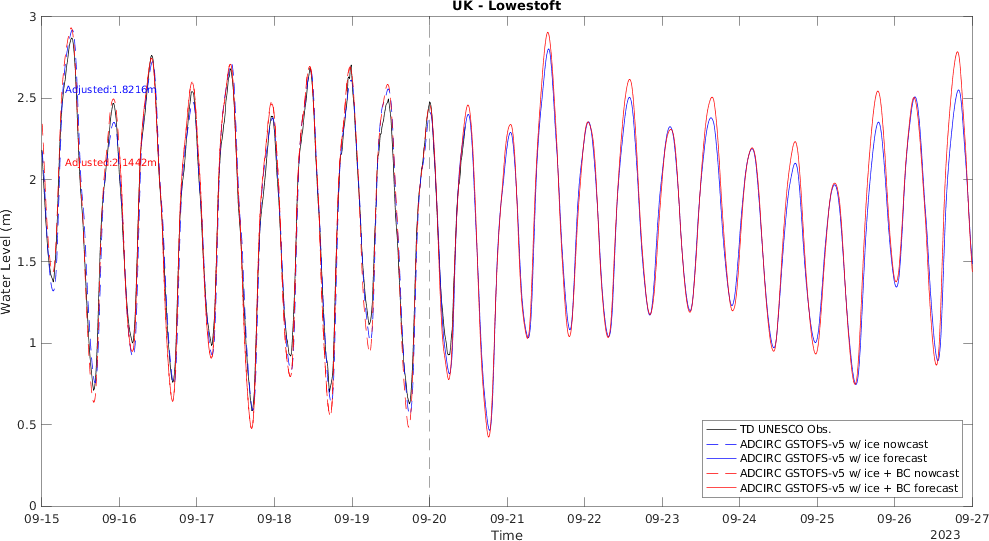 UK - Lowestoft
3
2.5
2
1.5
1
0.5
0
Water Level (m)
Adjusted:1.8216m
Adjusted:2.1442m
TD UNESCO Obs.
ADCIRC GSTOFS-v5 w/ ice nowcast
ADCIRC GSTOFS-v5 w/ ice forecast
ADCIRC GSTOFS-v5 w/ ice + BC nowcast
ADCIRC GSTOFS-v5 w/ ice + BC forecast
09-15 09-16 09-17 09-18 09-19 09-20 09-21 09-22 09-23 09-24 09-25 09-26 09-27
Time
2023